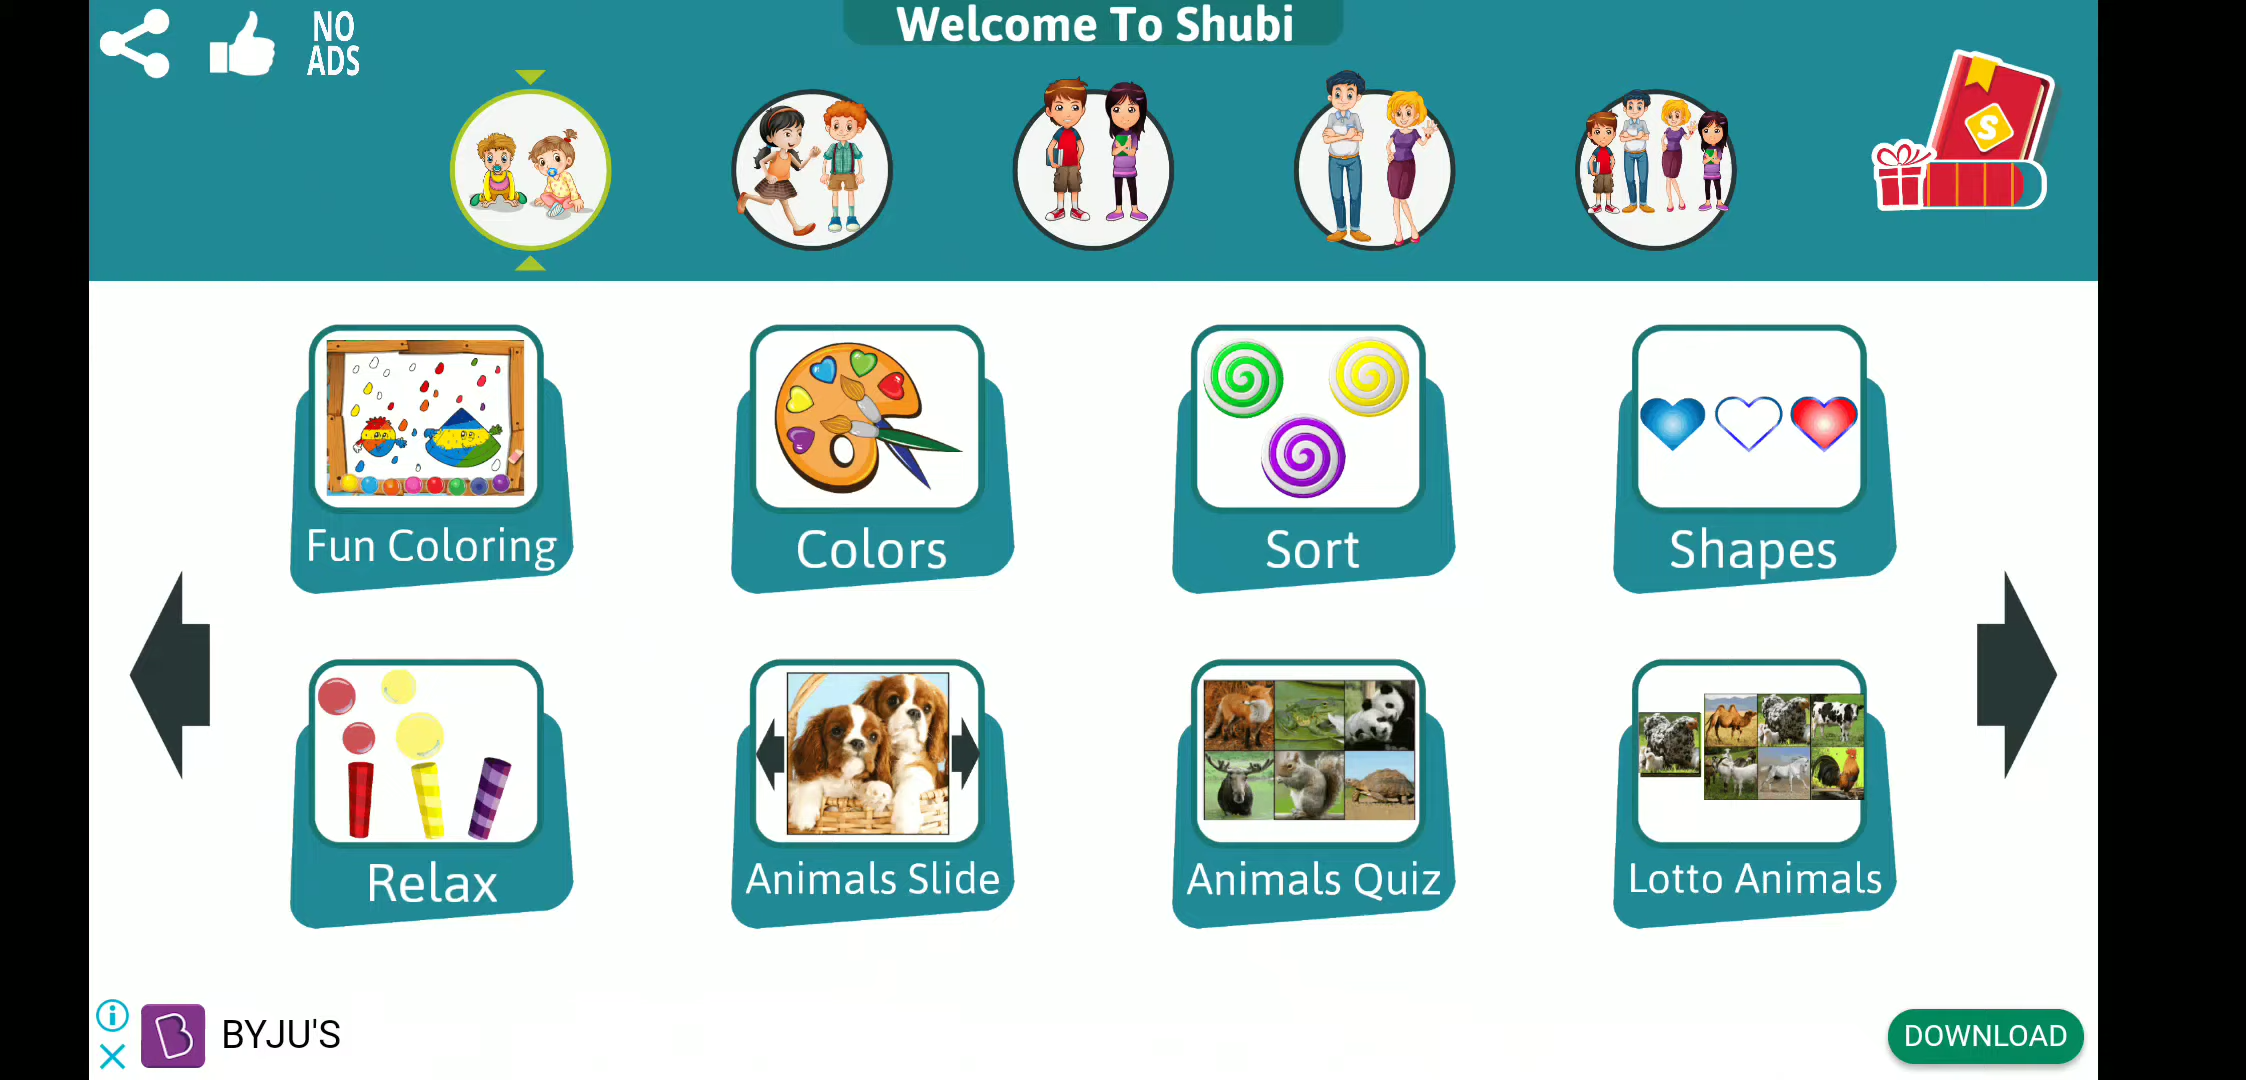 Welcome To Shubi
NO
ADS
S
Fun Coloring
Colors
Sort
Shapes
Relax
Animals Slide
Animals Quiz
Lotto Animals
B
BYJU'S
DOWNLOAD